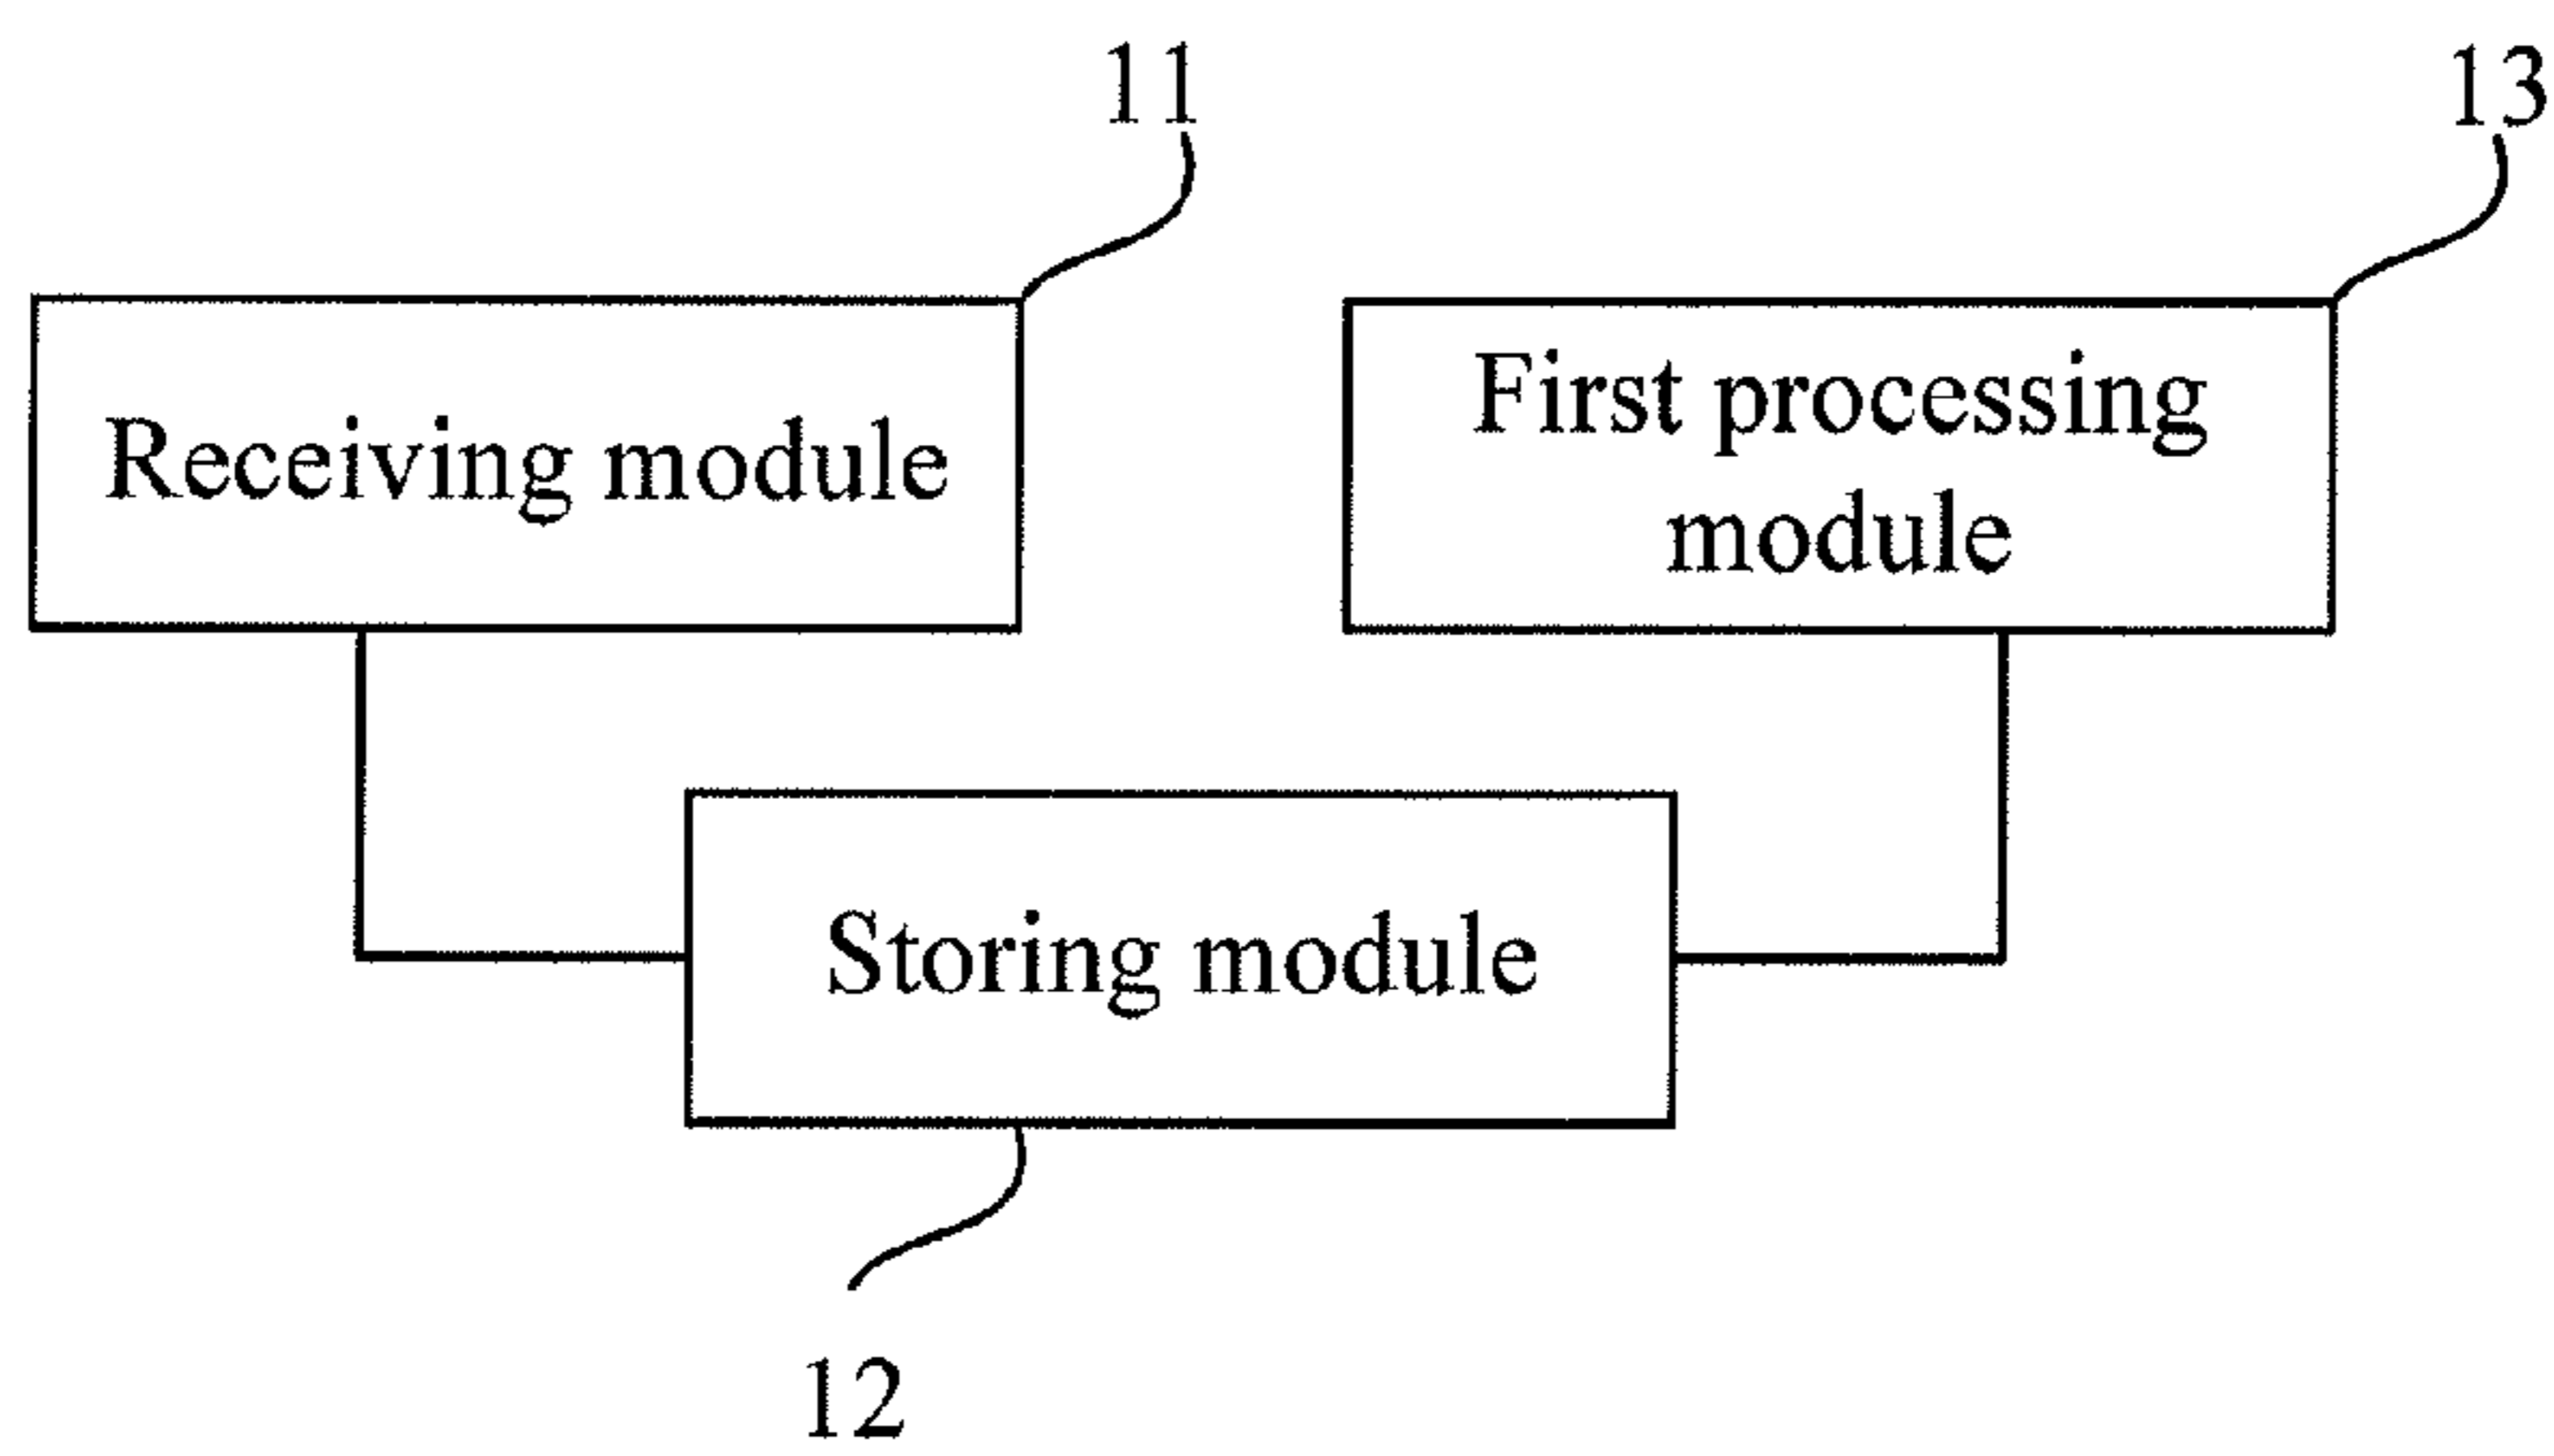 11
13
Receiving module
First processing
module
Storing module
12